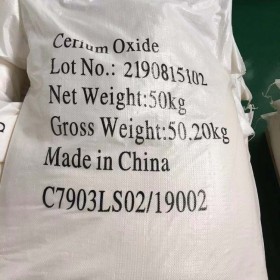 Cerium Oxide
Lot No.: 2190815102
Net Weight:50kg
Gross Weight:50.20kg
Made in China
C7903LS02/19002